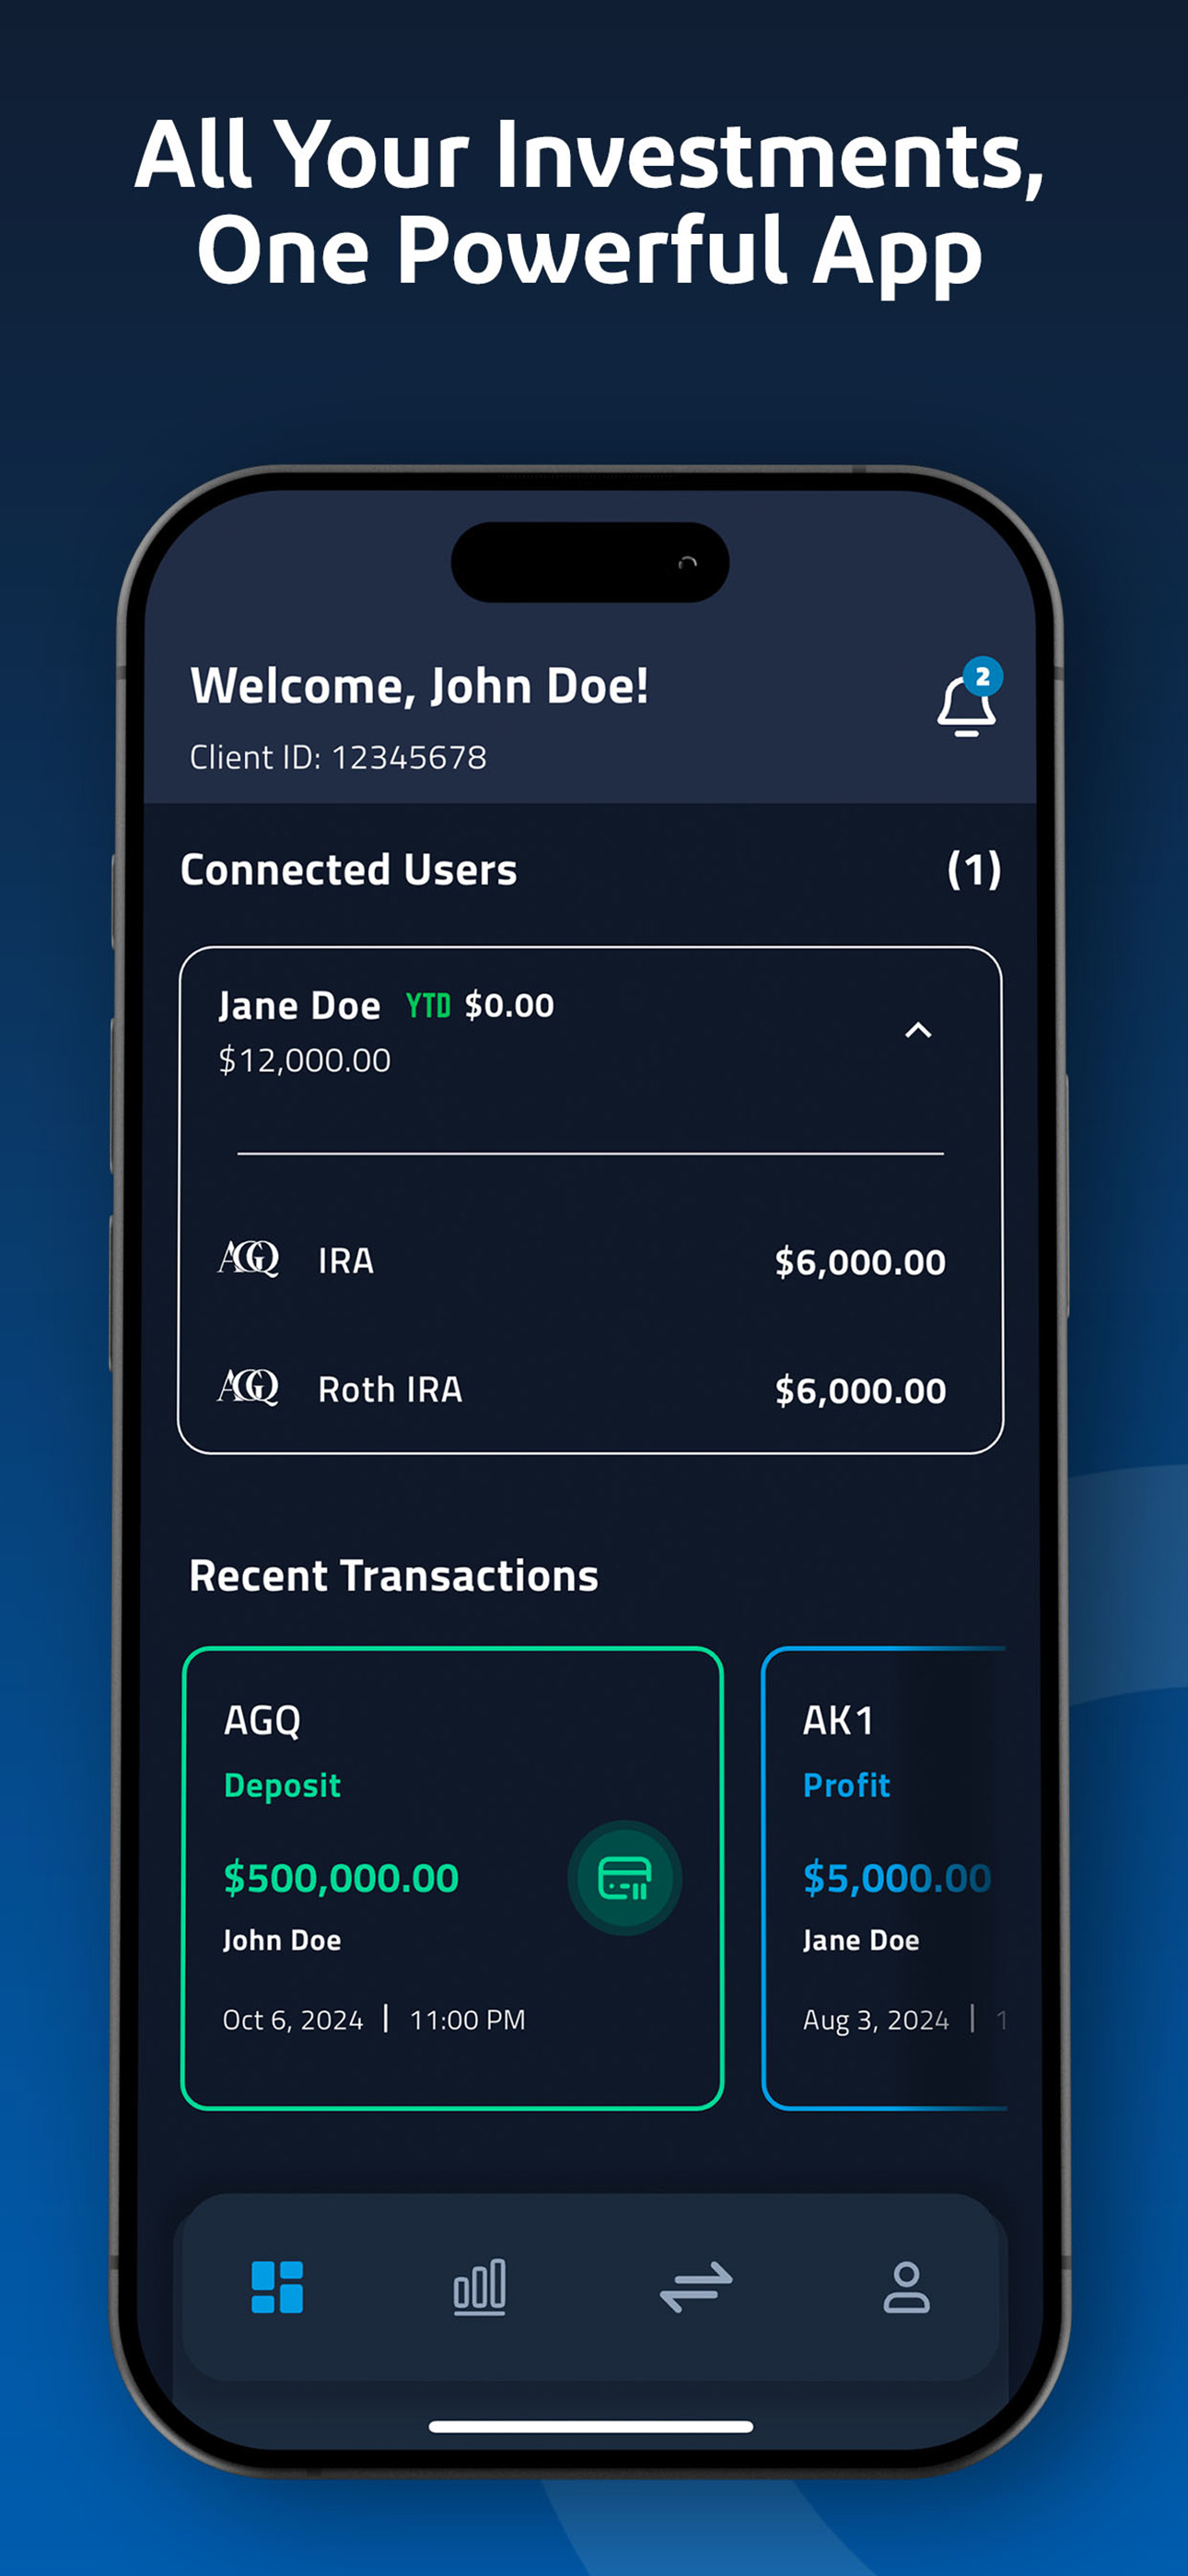 All Your Investments,
One Powerful App
Welcome, John Doe!
2
Client ID: 12345678
Connected Users (1)
Jane Doe YTD $0.00
$12,000.00
AGQ IRA $6,000.00
AGQ Roth IRA $6,000.00
Recent Transactions
AGQ
Deposit
$500,000.00
John Doe
Oct 6, 2024 | 11:00 PM
AK1
Profit
$5,000.00
Jane Doe
Aug 3, 2024 | 1